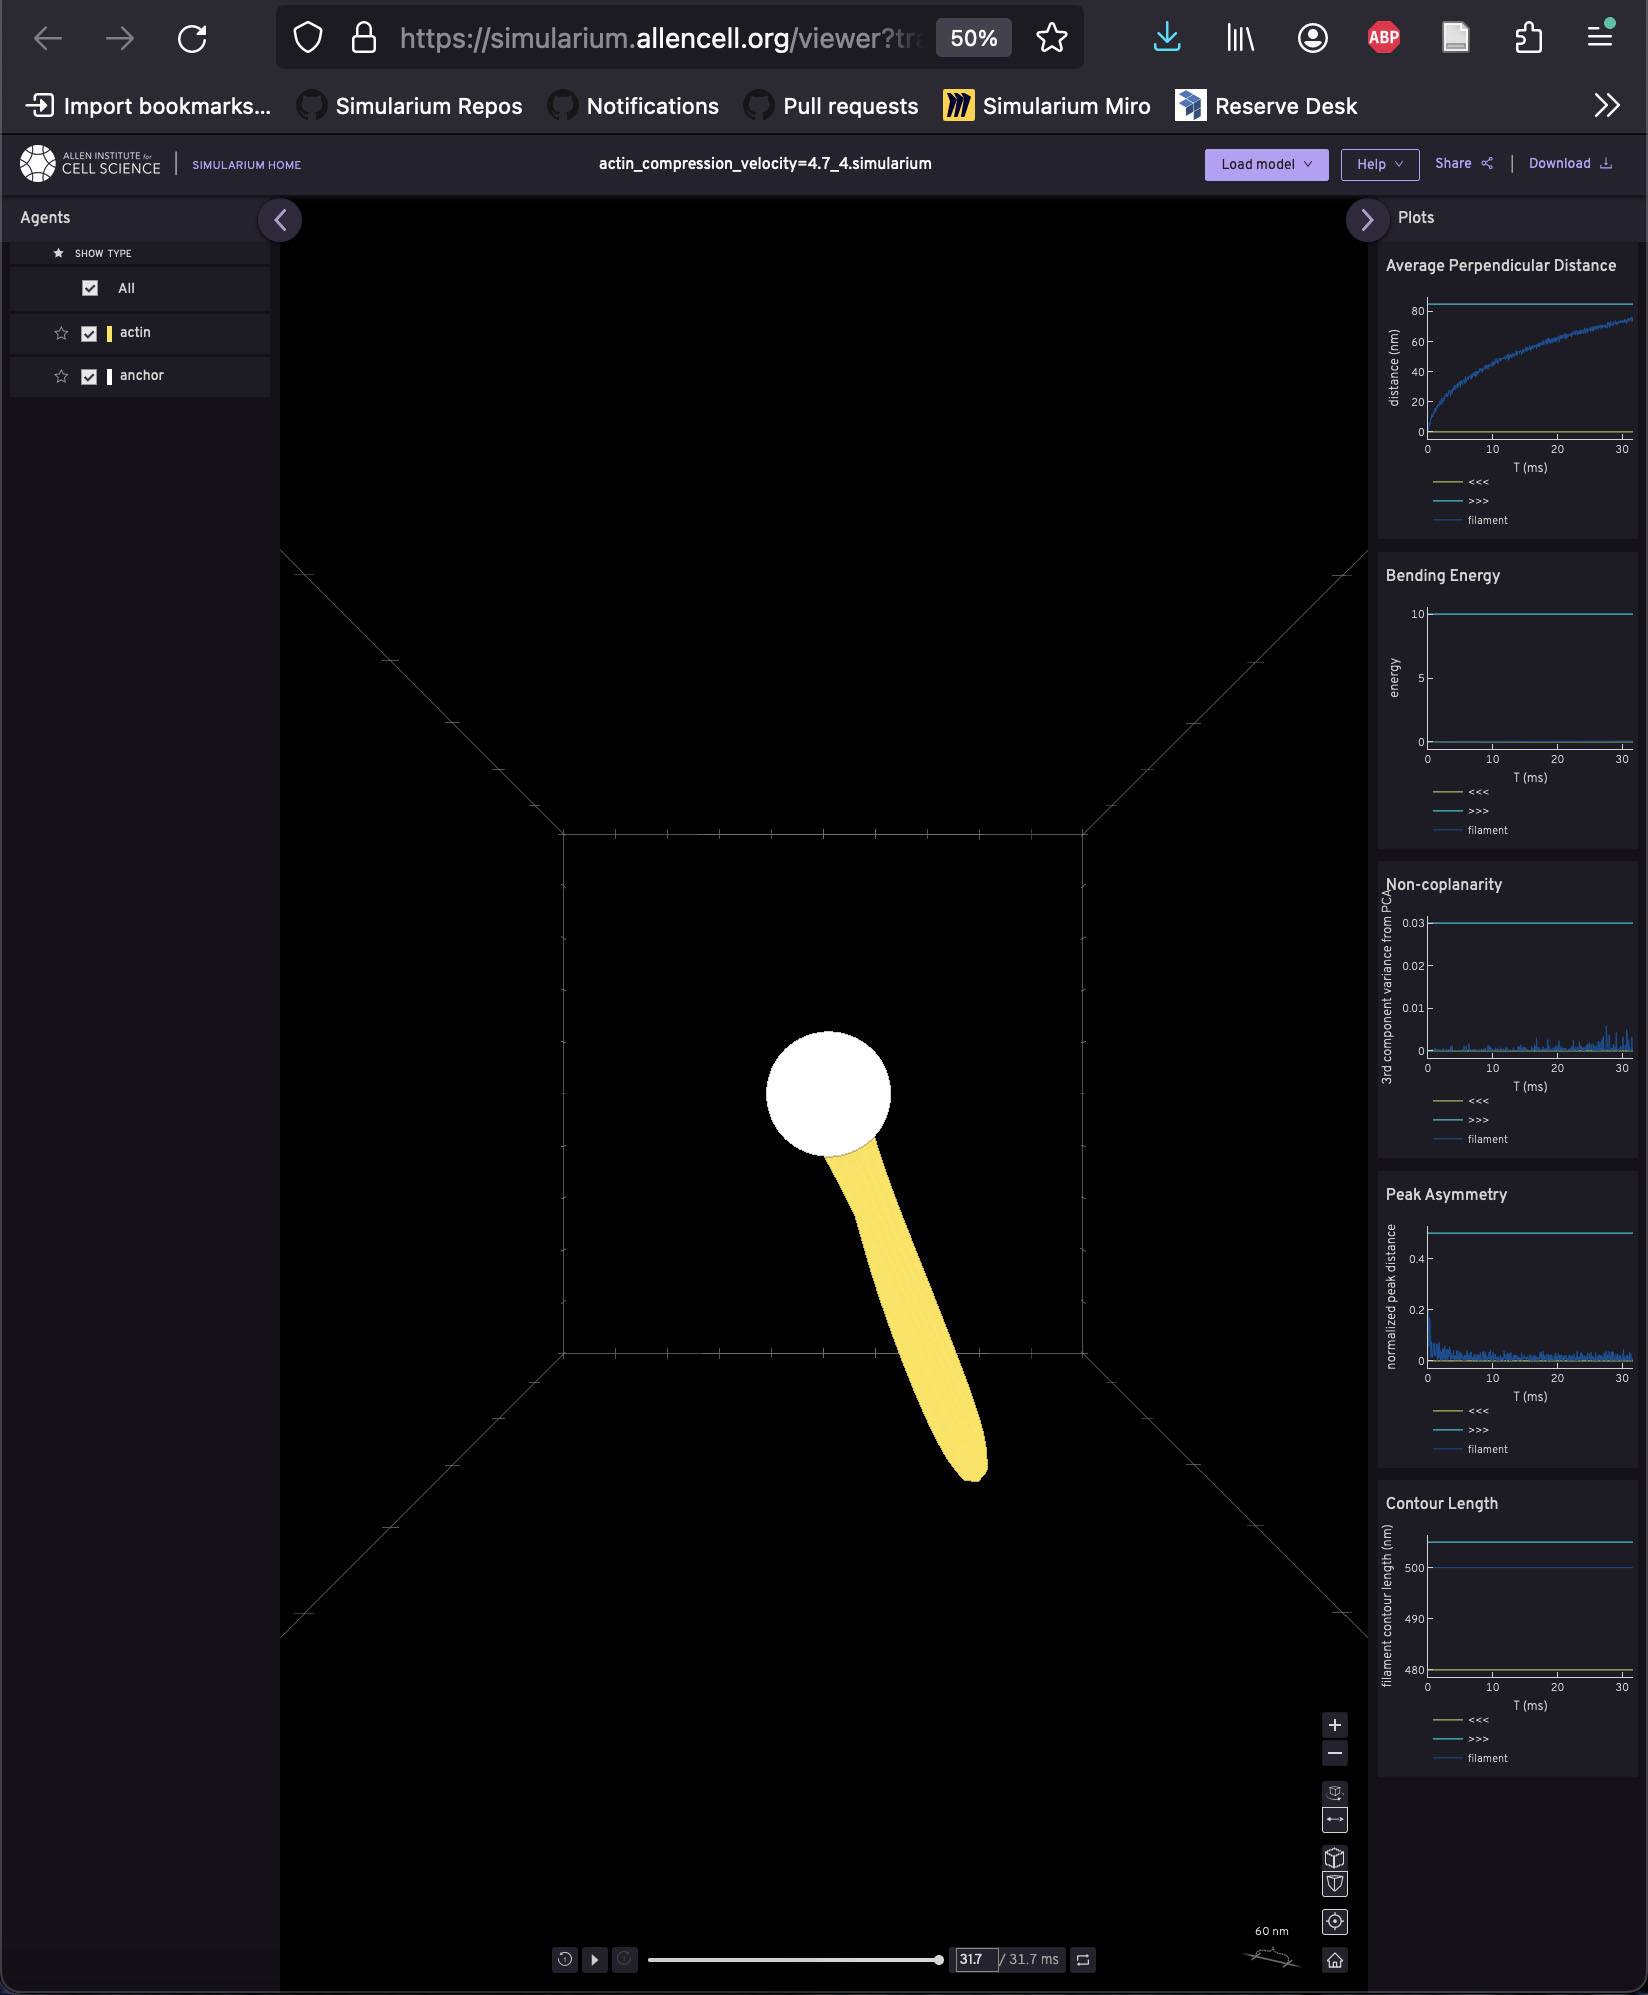 https://simularium.allencell.org/viewer?tra
50%
ABP
Import bookmarks...
Simularium Repos
Notifications
Pull requests
Simularium Miro
Reserve Desk
ALLEN INSTITUTE for
CELL SCIENCE
SIMULARIUM HOME
actin_compression_velocity=4.7_4.simularium
Load model
Help
Share
Download
Agents
SHOW TYPE
All
actin
anchor
Plots
Average Perpendicular Distance
distance (nm)
80
60
40
20
0
0 10 20 30
T (ms)
<<<
>>>
filament
Bending Energy
energy
10
5
0
0 10 20 30
T (ms)
<<<
>>>
filament
Non-coplanarity
3rd component variance from PCA
0.03
0.02
0.01
0
0 10 20 30
T (ms)
<<<
>>>
filament
Peak Asymmetry
normalized peak distance
0.4
0.2
0
0 10 20 30
T (ms)
<<<
>>>
filament
Contour Length
filament contour length (nm)
500
490
480
0 10 20 30
T (ms)
<<<
>>>
filament
60 nm
31.7 / 31.7 ms